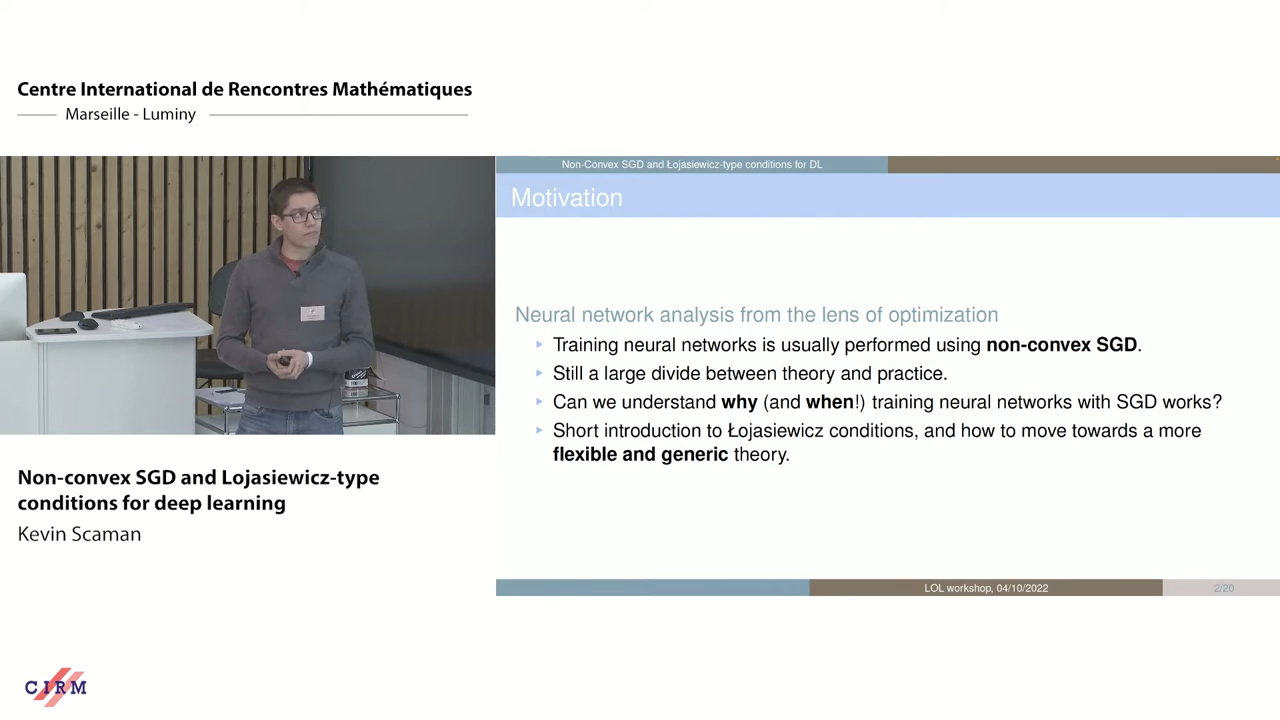 Centre International de Rencontres Mathématiques
Marseille - Luminy
Non-Convex SGD and Łojasiewicz-type conditions for DL
Motivation
Neural network analysis from the lens of optimization
Training neural networks is usually performed using non-convex SGD.
Still a large divide between theory and practice.
Can we understand why (and when!) training neural networks with SGD works?
Short introduction to Łojasiewicz conditions, and how to move towards a more
flexible and generic theory.
Non-convex SGD and Lojasiewicz-type
conditions for deep learning
Kevin Scaman
LOL workshop, 04/10/2022
2/20
CIRM